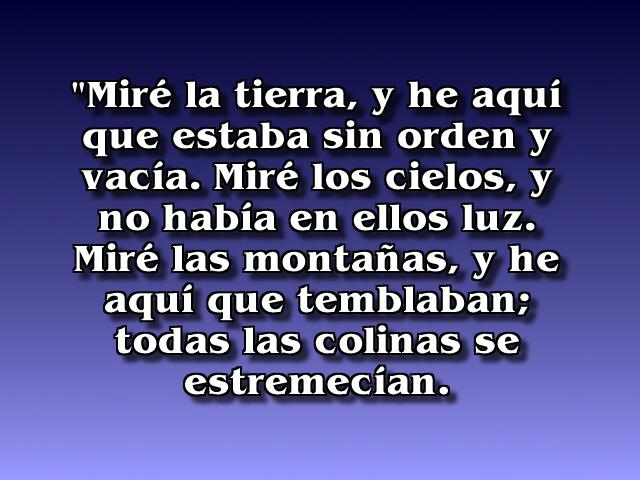 "Miré la tierra, y he aquí
que estaba sin orden y
vacía. Miré los cielos, y
no había en ellos luz.
Miré las montañas, y he
aquí que temblaban;
todas las colinas se
estremecían.